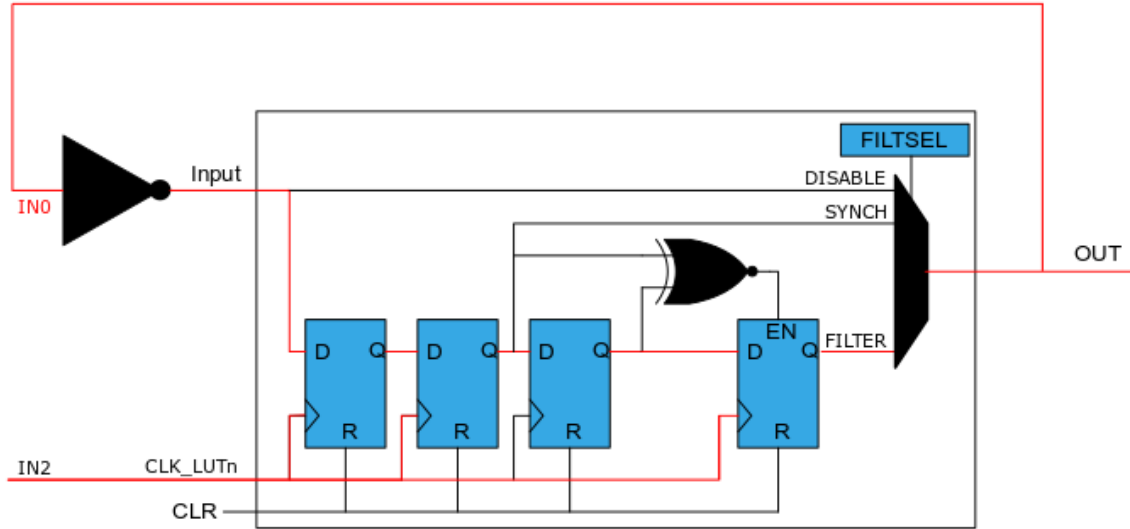 FILTSEL
DISABLE
Input
IN0
SYNCH
OUT
EN
FILTER
D Q D Q D Q D Q
R R R R
IN2 CLK_LUTn
CLR